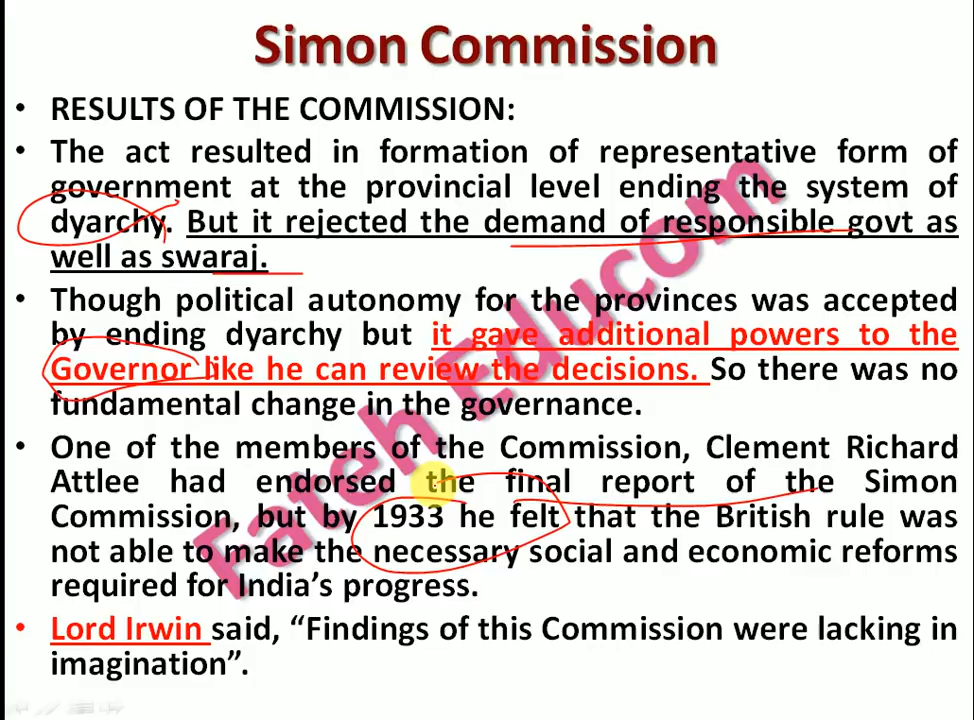 Simon Commission
• RESULTS OF THE COMMISSION:
• The act resulted in formation of representative form of
government at the provincial level ending the system of
dyarchy. But it rejected the demand of responsible govt as
well as swaraj.
• Though political autonomy for the provinces was accepted
by ending dyarchy but it gave additional powers to the
Governor like he can review the decisions. So there was no
fundamental change in the governance.
• One of the members of the Commission, Clement Richard
Attlee had endorsed the final report of the Simon
Commission, but by 1933 he felt that the British rule was
not able to make the necessary social and economic reforms
required for India's progress.
• Lord Irwin said, “Findings of this Commission were lacking in
imagination”.
Fateh Educom